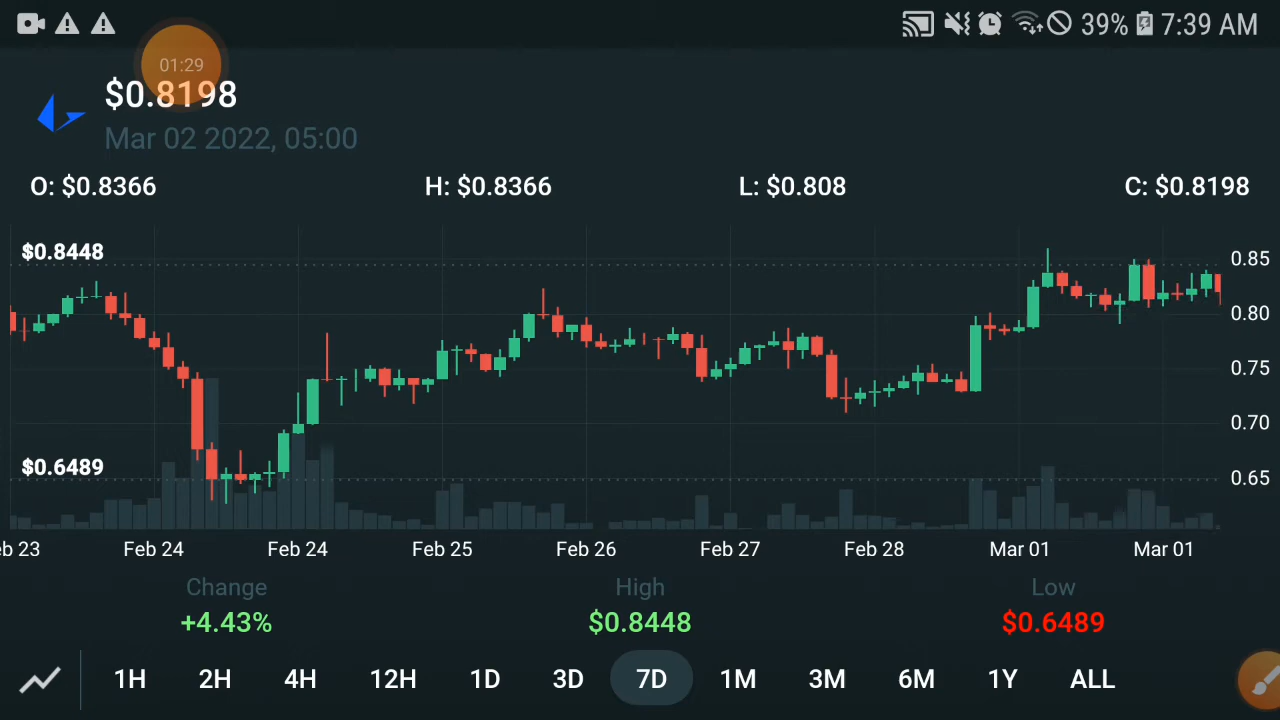 39% 7:39 AM
01:29
$0.8198
Mar 02 2022, 05:00
O: $0.8366 H: $0.8366 L: $0.808 C: $0.8198
$0.8448
0.85
0.80
0.75
0.70
$0.6489
0.65
eb 23 Feb 24 Feb 24 Feb 25 Feb 26 Feb 27 Feb 28 Mar 01 Mar 01
Change High Low
+4.43% $0.8448 $0.6489
1H 2H 4H 12H 1D 3D 7D 1M 3M 6M 1Y ALL